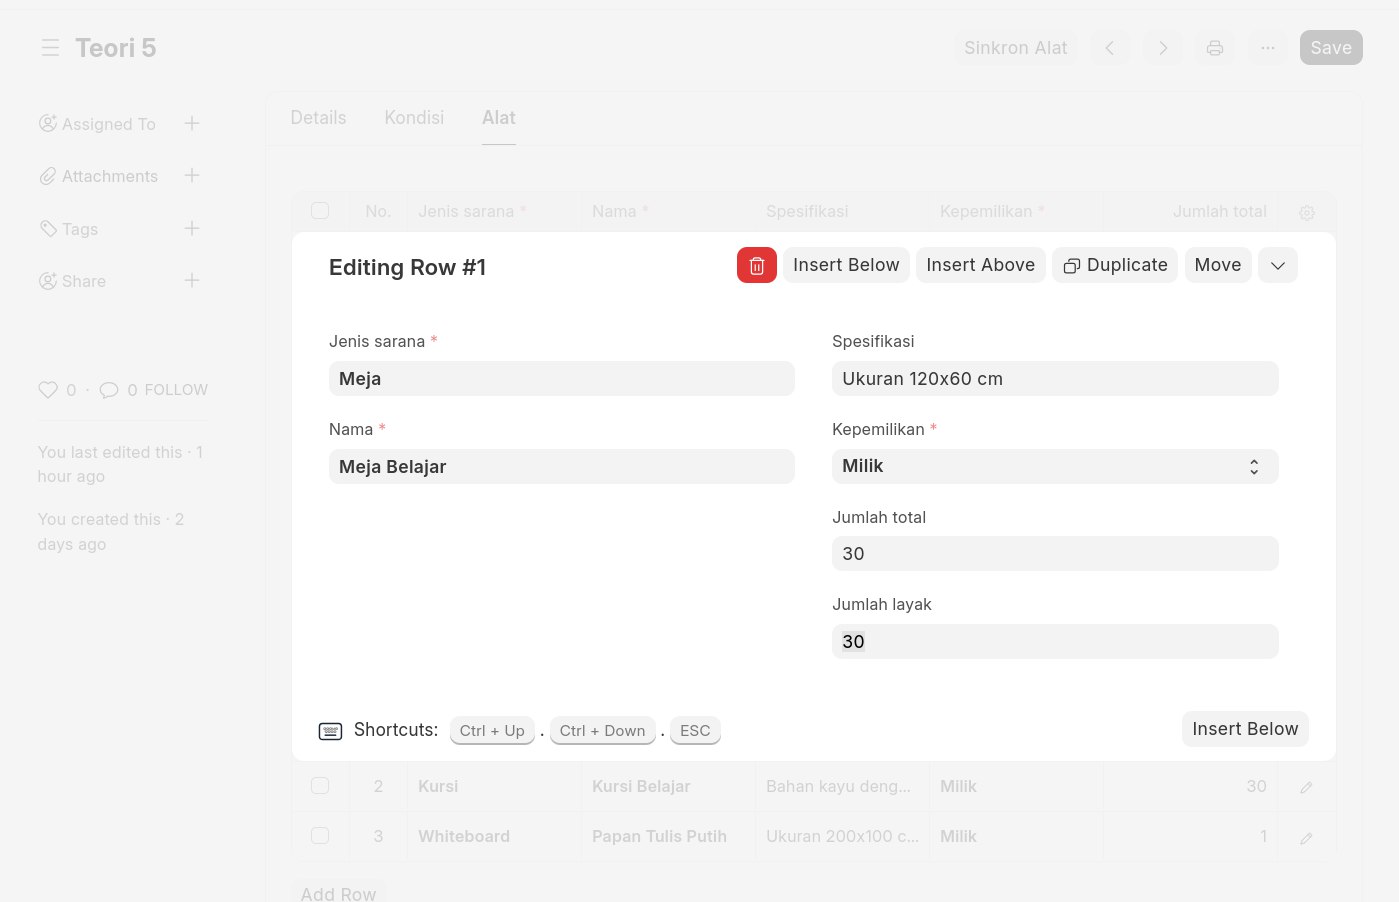 Teori 5
Sinkron Alat
Save
Assigned To
Attachments
Tags
Share
0 · 0 FOLLOW
You last edited this · 1
hour ago
You created this · 2
days ago
Details Kondisi Alat
No. Jenis sarana * Nama * Spesifikasi Kepemilikan * Jumlah total
Editing Row #1
Insert Below Insert Above Duplicate Move
Jenis sarana *
Meja
Nama *
Meja Belajar
Spesifikasi
Ukuran 120x60 cm
Kepemilikan *
Milik
Jumlah total
30
Jumlah layak
30
Shortcuts: Ctrl + Up . Ctrl + Down . ESC
Insert Below
2 Kursi Kursi Belajar Bahan kayu deng... Milik 30
3 Whiteboard Papan Tulis Putih Ukuran 200x100 c... Milik 1
Add Row